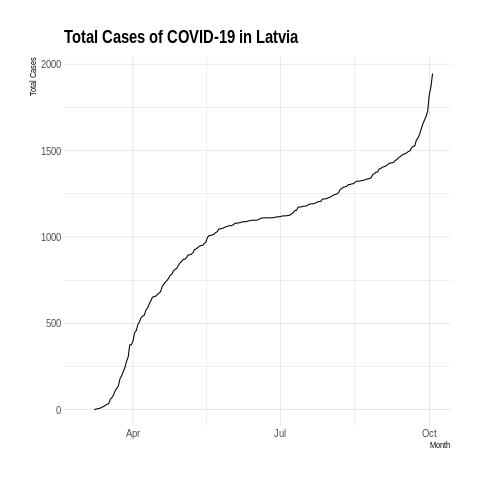 Total Cases of COVID-19 in Latvia
Total Cases
2000
1500
1000
500
0
Apr
Jul
Oct
Month